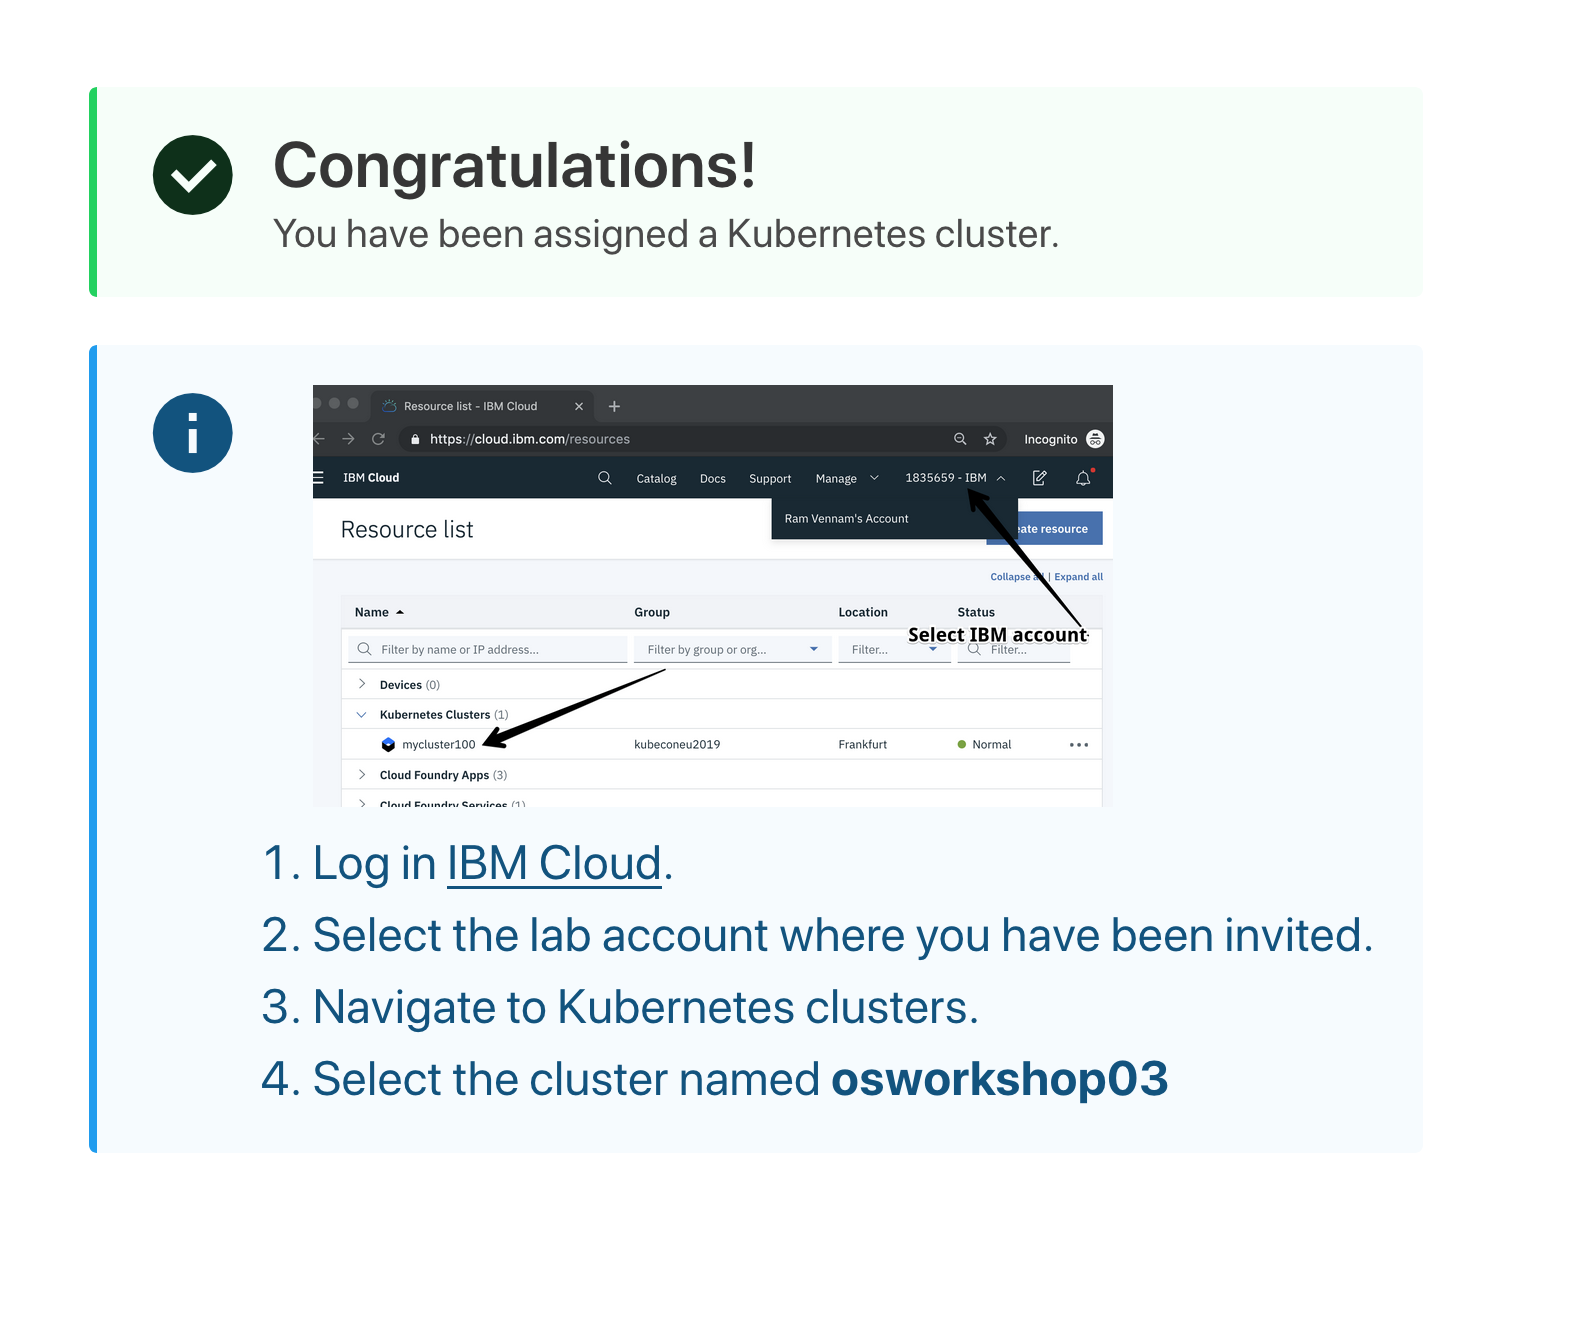 Congratulations!
You have been assigned a Kubernetes cluster.
Resource list - IBM Cloud
https://cloud.ibm.com/resources
Incognito
IBM Cloud
Catalog
Docs
Support
Manage
1835659 - IBM
Ram Vennam's Account
Resource list
eate resource
Collapse all | Expand all
Name
Group
Location
Status
Select IBM account
Filter by name or IP address...
Filter by group or org...
Filter...
Filter...
Devices (0)
Kubernetes Clusters (1)
mycluster100
kubeconeu2019
Frankfurt
Normal
Cloud Foundry Apps (3)
Cloud Foundry Services (1)
1. Log in IBM Cloud.
2. Select the lab account where you have been invited.
3. Navigate to Kubernetes clusters.
4. Select the cluster named osworkshop03